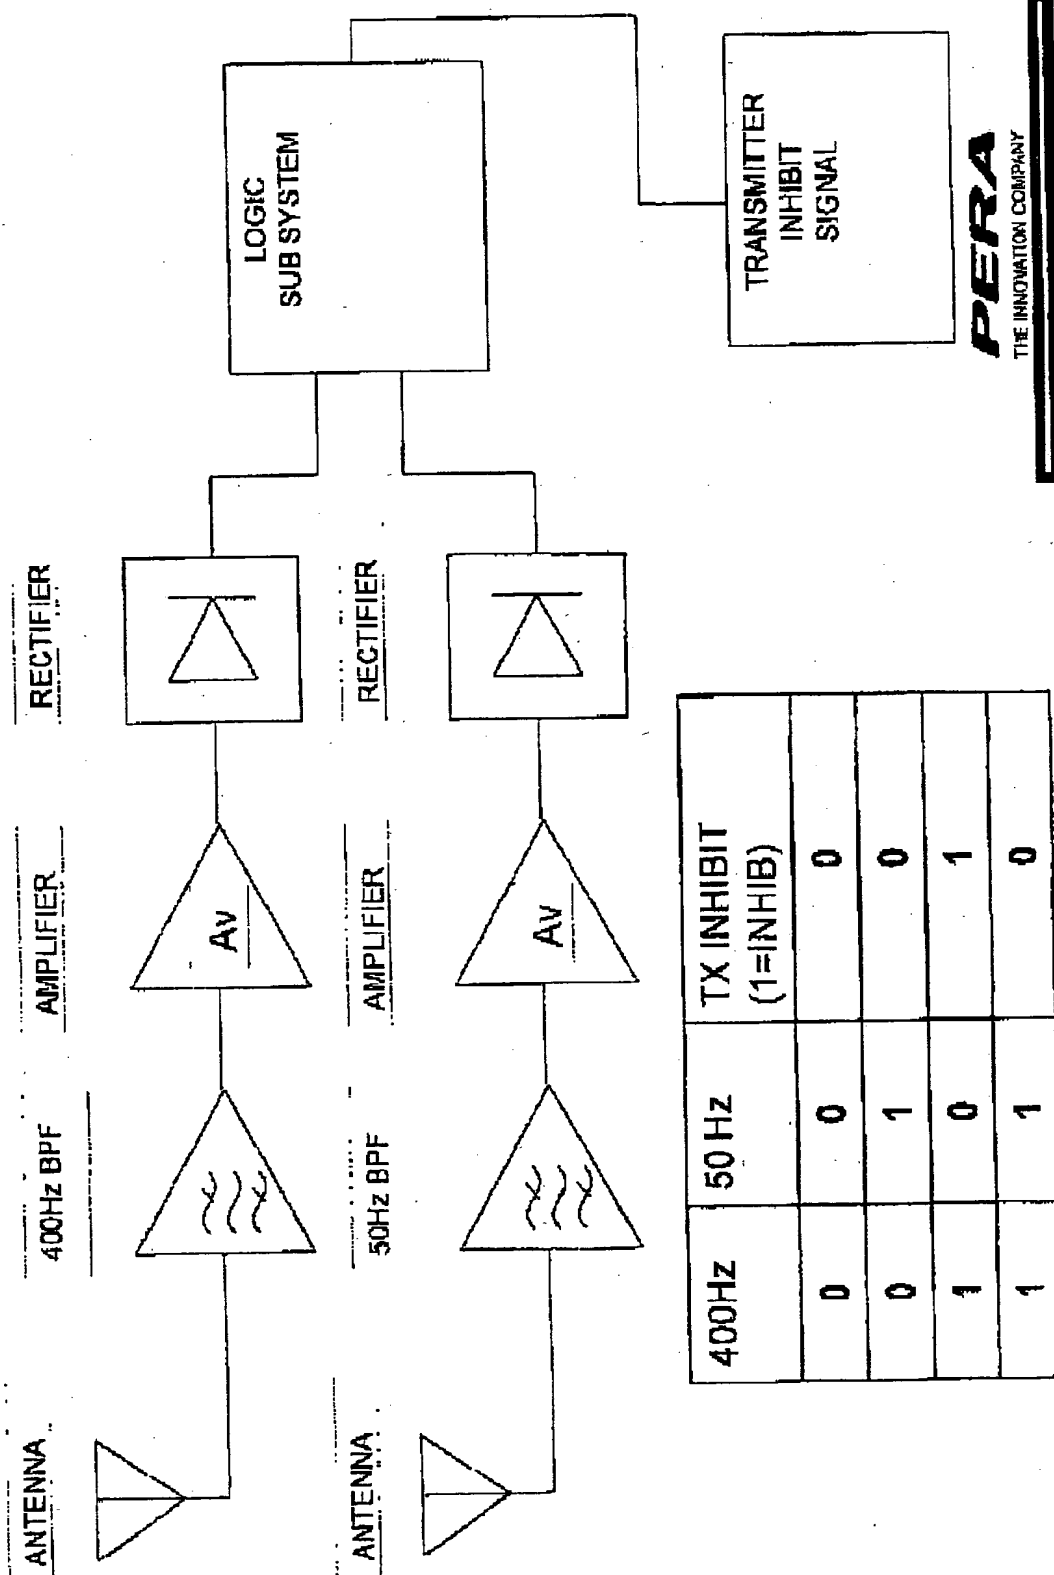 ANTENNA
400Hz BPF
AMPLIFIER
RECTIFIER
Av
LOGIC
SUB SYSTEM
ANTENNA
50Hz BPF
AMPLIFIER
RECTIFIER
Av
TRANSMITTER
INHIBIT
SIGNAL
400Hz 50 Hz TX INHIBIT
(1=INHIB)
0 0 0
0 1 0
1 0 1
1 1 0
PERA
THE INNOVATION COMPANY